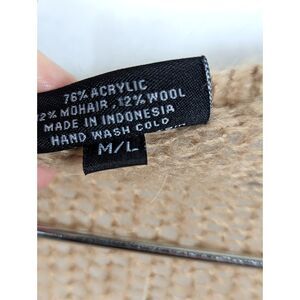 76% ACRYLIC
12% MOHAIR, 12% WOOL
MADE IN INDONESIA
HAND WASH COLD
M/L